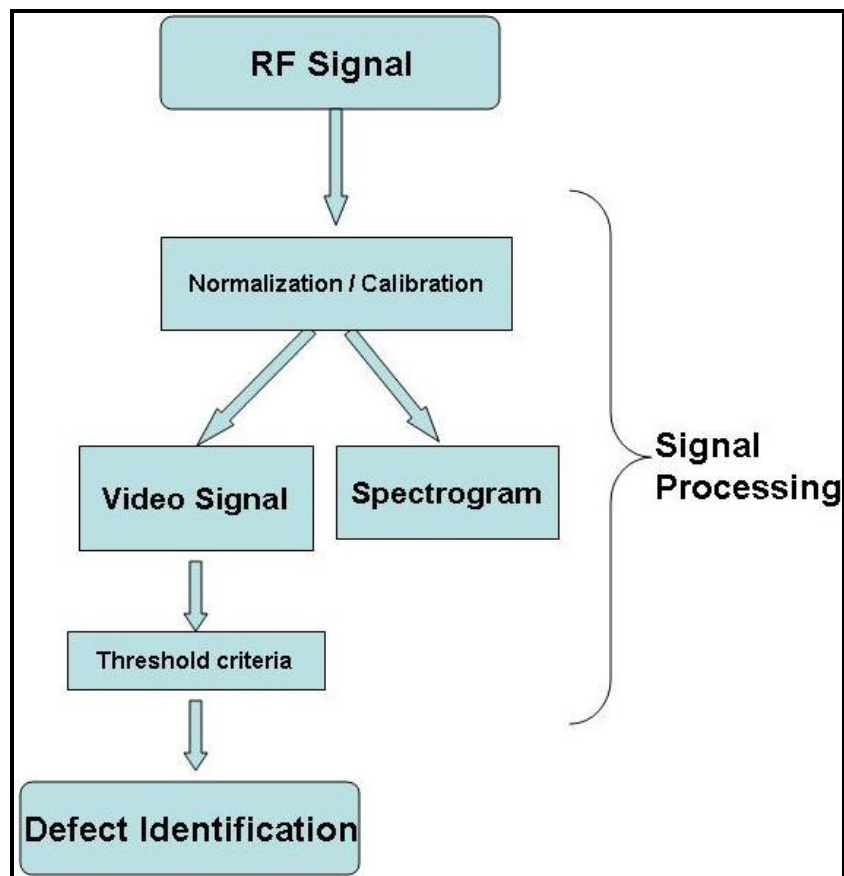 RF Signal
Normalization / Calibration
Video Signal
Spectrogram
Signal
Processing
Threshold criteria
Defect Identification